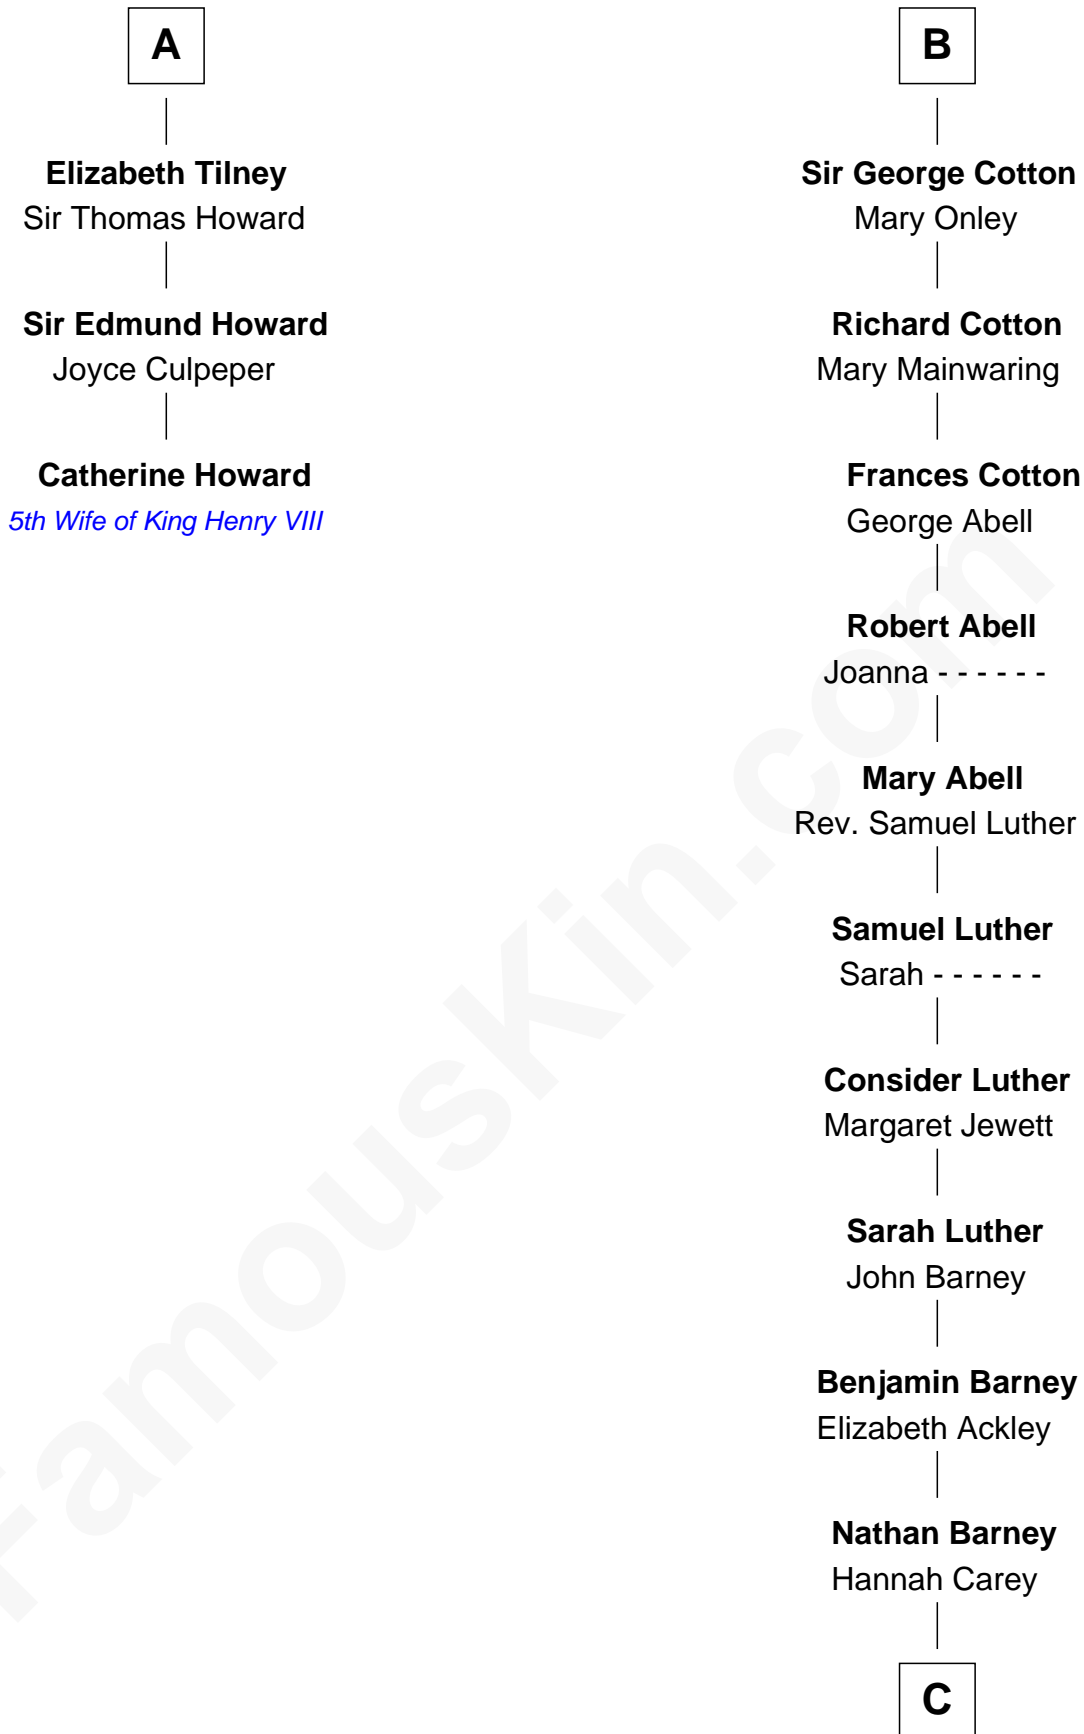 A
Elizabeth Tilney
Sir Thomas Howard
Sir Edmund Howard
Joyce Culpeper
Catherine Howard
5th Wife of King Henry VIII
B
Sir George Cotton
Mary Onley
Richard Cotton
Mary Mainwaring
Frances Cotton
George Abell
Robert Abell
Joanna - - - - - -
Mary Abell
Rev. Samuel Luther
Samuel Luther
Sarah - - - - - -
Consider Luther
Margaret Jewett
Sarah Luther
John Barney
Benjamin Barney
Elizabeth Ackley
Nathan Barney
Hannah Carey
C
FamousKin.com